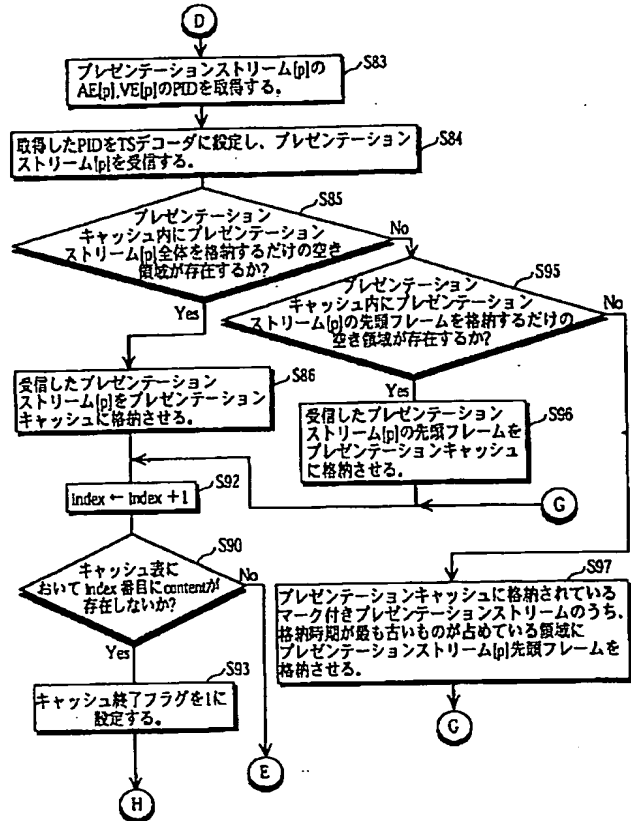 D
プレゼンテーションストリーム[p]の
AE[p],VE[p]のPIDを取得する。
S83
取得したPIDをTSデコーダに設定し、プレゼンテーション
ストリーム[p]を受信する。
S84
プレゼンテーション
キャッシュ内にプレゼンテーション
ストリーム[p]全体を格納するだけの空き
領域が存在するか?
S85
No
Yes
プレゼンテーション
キャッシュ内にプレゼンテーション
ストリーム[p]の先頭フレームを格納するだけの
空き領域が存在するか?
S95
No
Yes
受信したプレゼンテーション
ストリーム[p]をプレゼンテーション
キャッシュに格納させる。
S86
受信したプレゼンテーション
ストリーム[p]の先頭フレームを
プレゼンテーションキャッシュ
に格納させる。
S96
G
index ← index +1
S92
キャッシュ表に
おいて index 番目にcontentが
存在しないか?
S90
No
Yes
プレゼンテーションキャッシュに格納されている
マーク付きプレゼンテーションストリームのうち、
格納時期が最も古いものが占めている領域に
プレゼンテーションストリーム[p]先頭フレームを
格納させる。
S97
G
キャッシュ終了フラグを1に
設定する。
S93
H
E